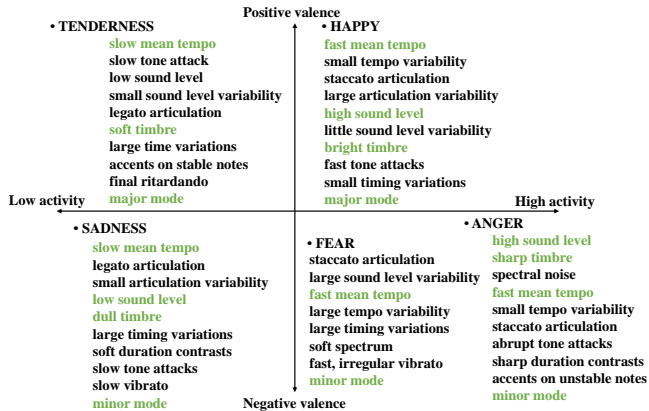 Positive valence
• TENDERNESS
slow mean tempo
slow tone attack
low sound level
small sound level variability
legato articulation
soft timbre
large time variations
accents on stable notes
final ritardando
major mode
• HAPPY
fast mean tempo
small tempo variability
staccato articulation
large articulation variability
high sound level
little sound level variability
bright timbre
fast tone attacks
small timing variations
major mode
Low activity
High activity
• SADNESS
slow mean tempo
legato articulation
small articulation variability
low sound level
dull timbre
large timing variations
soft duration contrasts
slow tone attacks
slow vibrato
minor mode
• FEAR
staccato articulation
large sound level variability
fast mean tempo
large tempo variability
large timing variations
soft spectrum
fast, irregular vibrato
minor mode
• ANGER
high sound level
sharp timbre
spectral noise
fast mean tempo
small tempo variability
staccato articulation
abrupt tone attacks
sharp duration contrasts
accents on unstable notes
minor mode
Negative valence